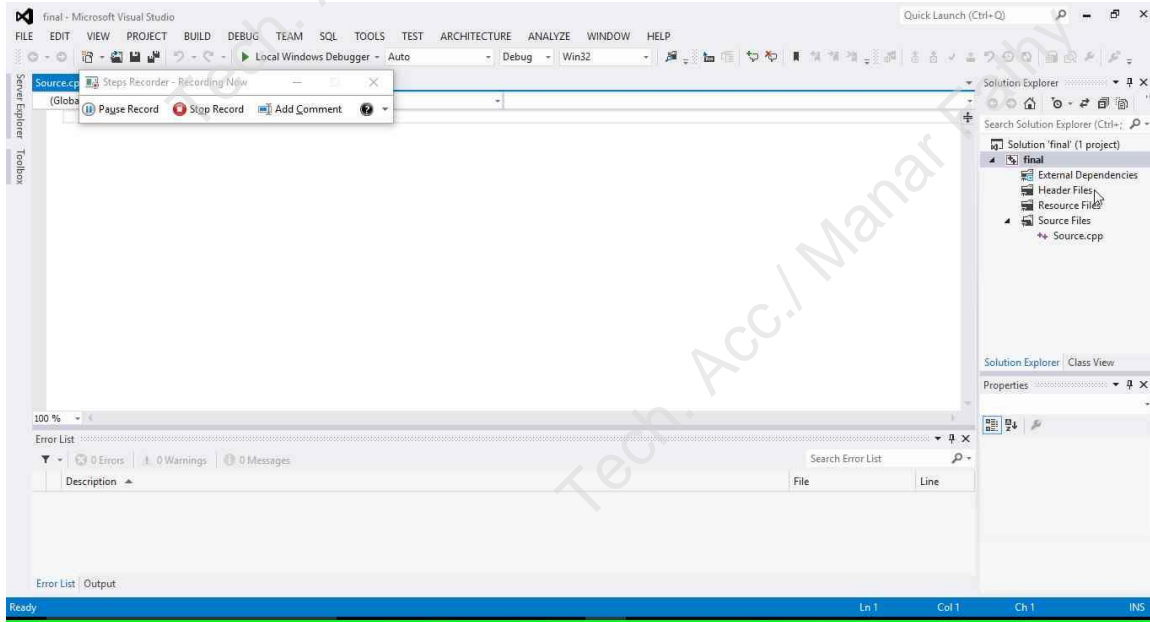 final - Microsoft Visual Studio
Quick Launch (Ctrl+Q)
FILE EDIT VIEW PROJECT BUILD DEBUG TEAM SQL TOOLS TEST ARCHITECTURE ANALYZE WINDOW HELP
Local Windows Debugger Auto Debug Win32
Server Explorer
Toolbox
Source.cp
Steps Recorder - Recording Now
(Globa
Pause Record Stop Record Add Comment
Solution Explorer
Search Solution Explorer (Ctrl+;
Solution 'final' (1 project)
final
External Dependencies
Header Files
Resource Files
Source Files
Source.cpp
Solution Explorer Class View
Properties
100 %
Error List
0 Errors 0 Warnings 0 Messages
Search Error List
Description File Line
Error List Output
Ready Ln 1 Col 1 Ch 1 INS
Tech. Acc./ Manar Fathy
Tech.